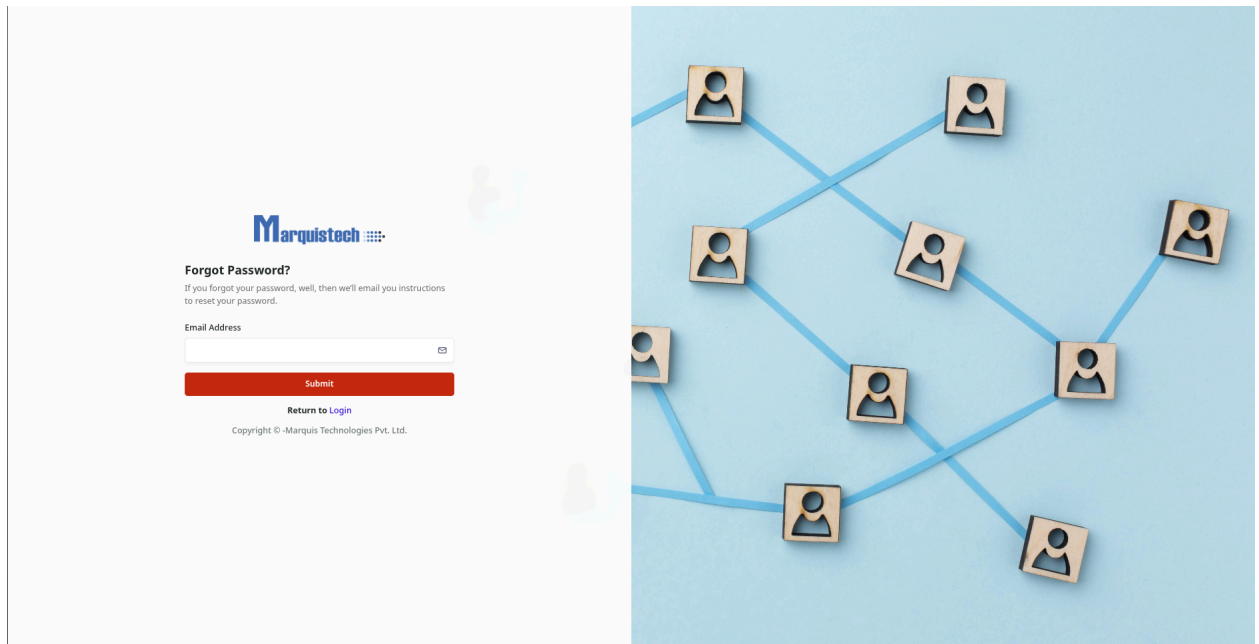 Marquistech
Forgot Password?
If you forgot your password, well, then we'll email you instructions
to reset your password.
Email Address
Submit
Return to Login
Copyright © -Marquis Technologies Pvt. Ltd.